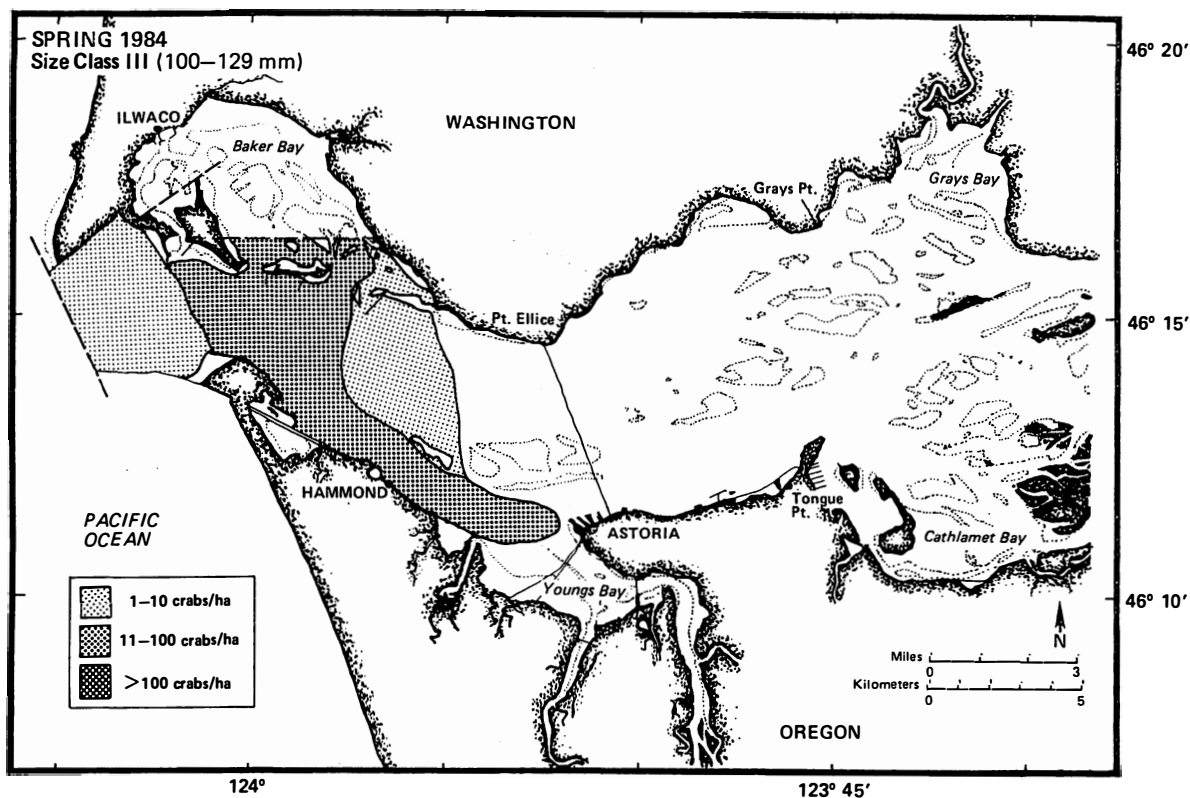 SPRING 1984
Size Class III (100–129 mm)
46° 20'
ILWACO
WASHINGTON
Baker Bay
Grays Pt.
Grays Bay
Pt. Ellice
46° 15'
HAMMOND
Tongue
Pt.
PACIFIC
OCEAN
ASTORIA
Cathlamet Bay
1–10 crabs/ha
11–100 crabs/ha
>100 crabs/ha
Youngs Bay
46° 10'
N
Miles
0 3
Kilometers
0 5
OREGON
124°
123° 45'